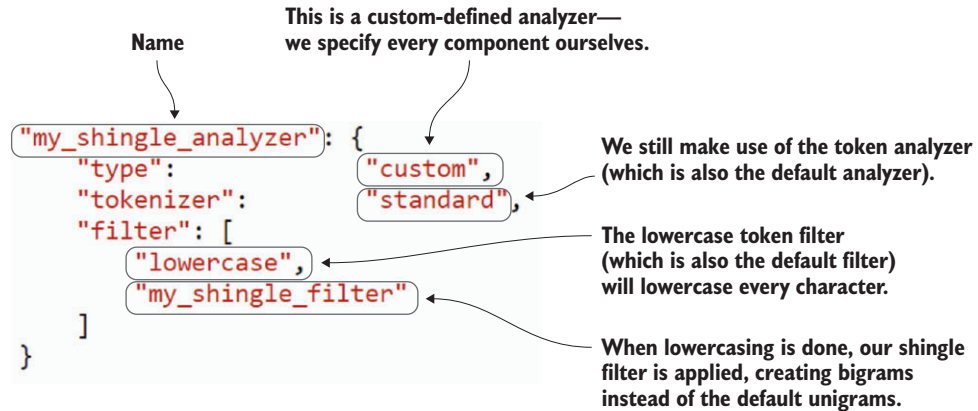 This is a custom-defined analyzer—
we specify every component ourselves.
Name
"my_shingle_analyzer": {
"type": "custom",
"tokenizer": "standard",
"filter": [
"lowercase",
"my_shingle_filter"
]
}
We still make use of the token analyzer
(which is also the default analyzer).
The lowercase token filter
(which is also the default filter)
will lowercase every character.
When lowercasing is done, our shingle
filter is applied, creating bigrams
instead of the default unigrams.